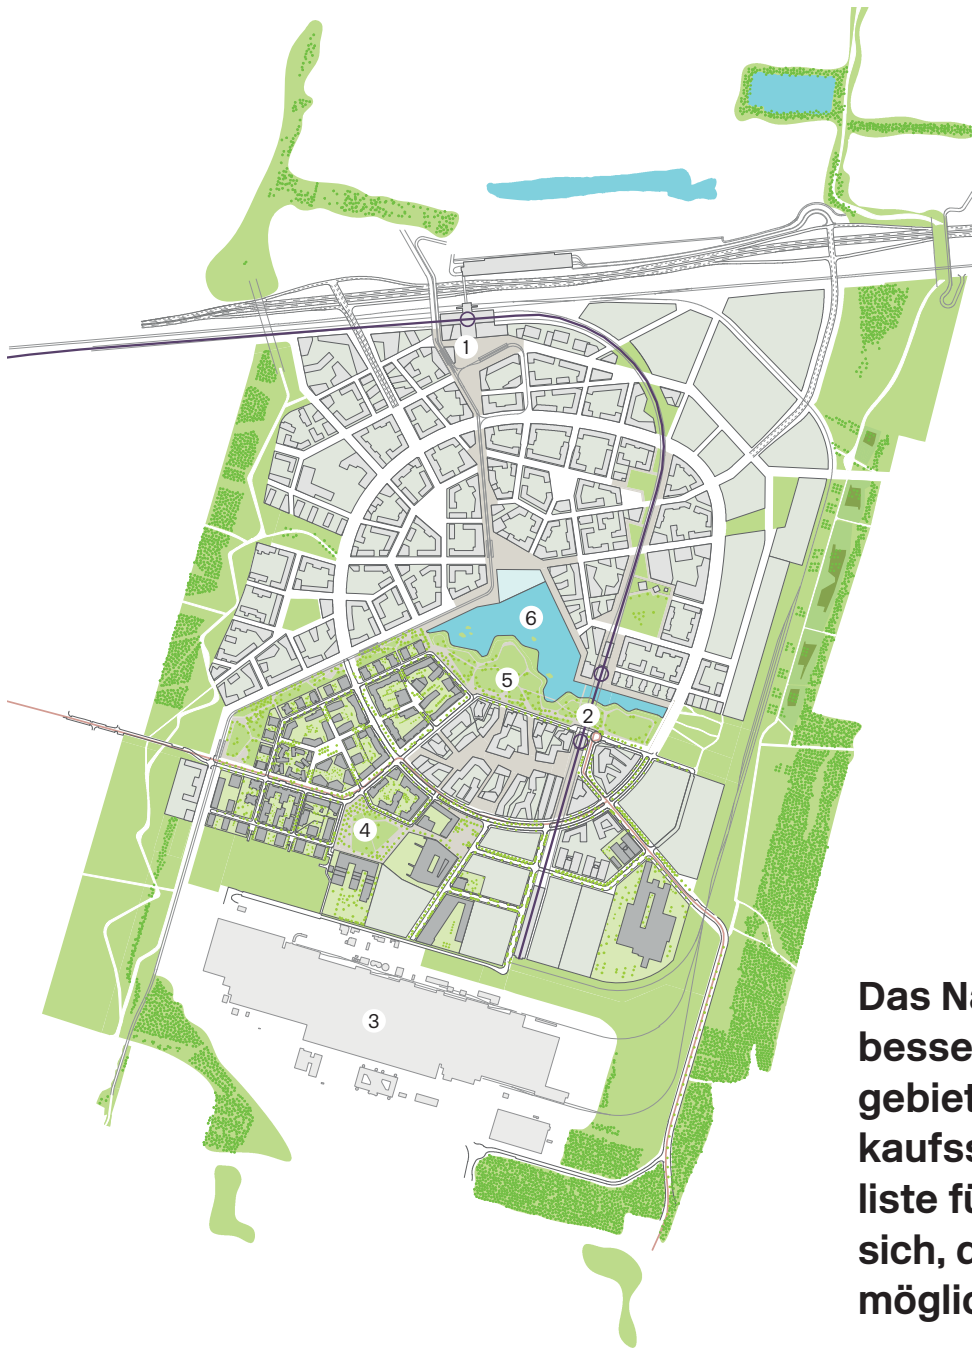 1
6
5
2
4
3
Das Na
besse
gebiet
kaufss
liste fü
sich, d
möglic